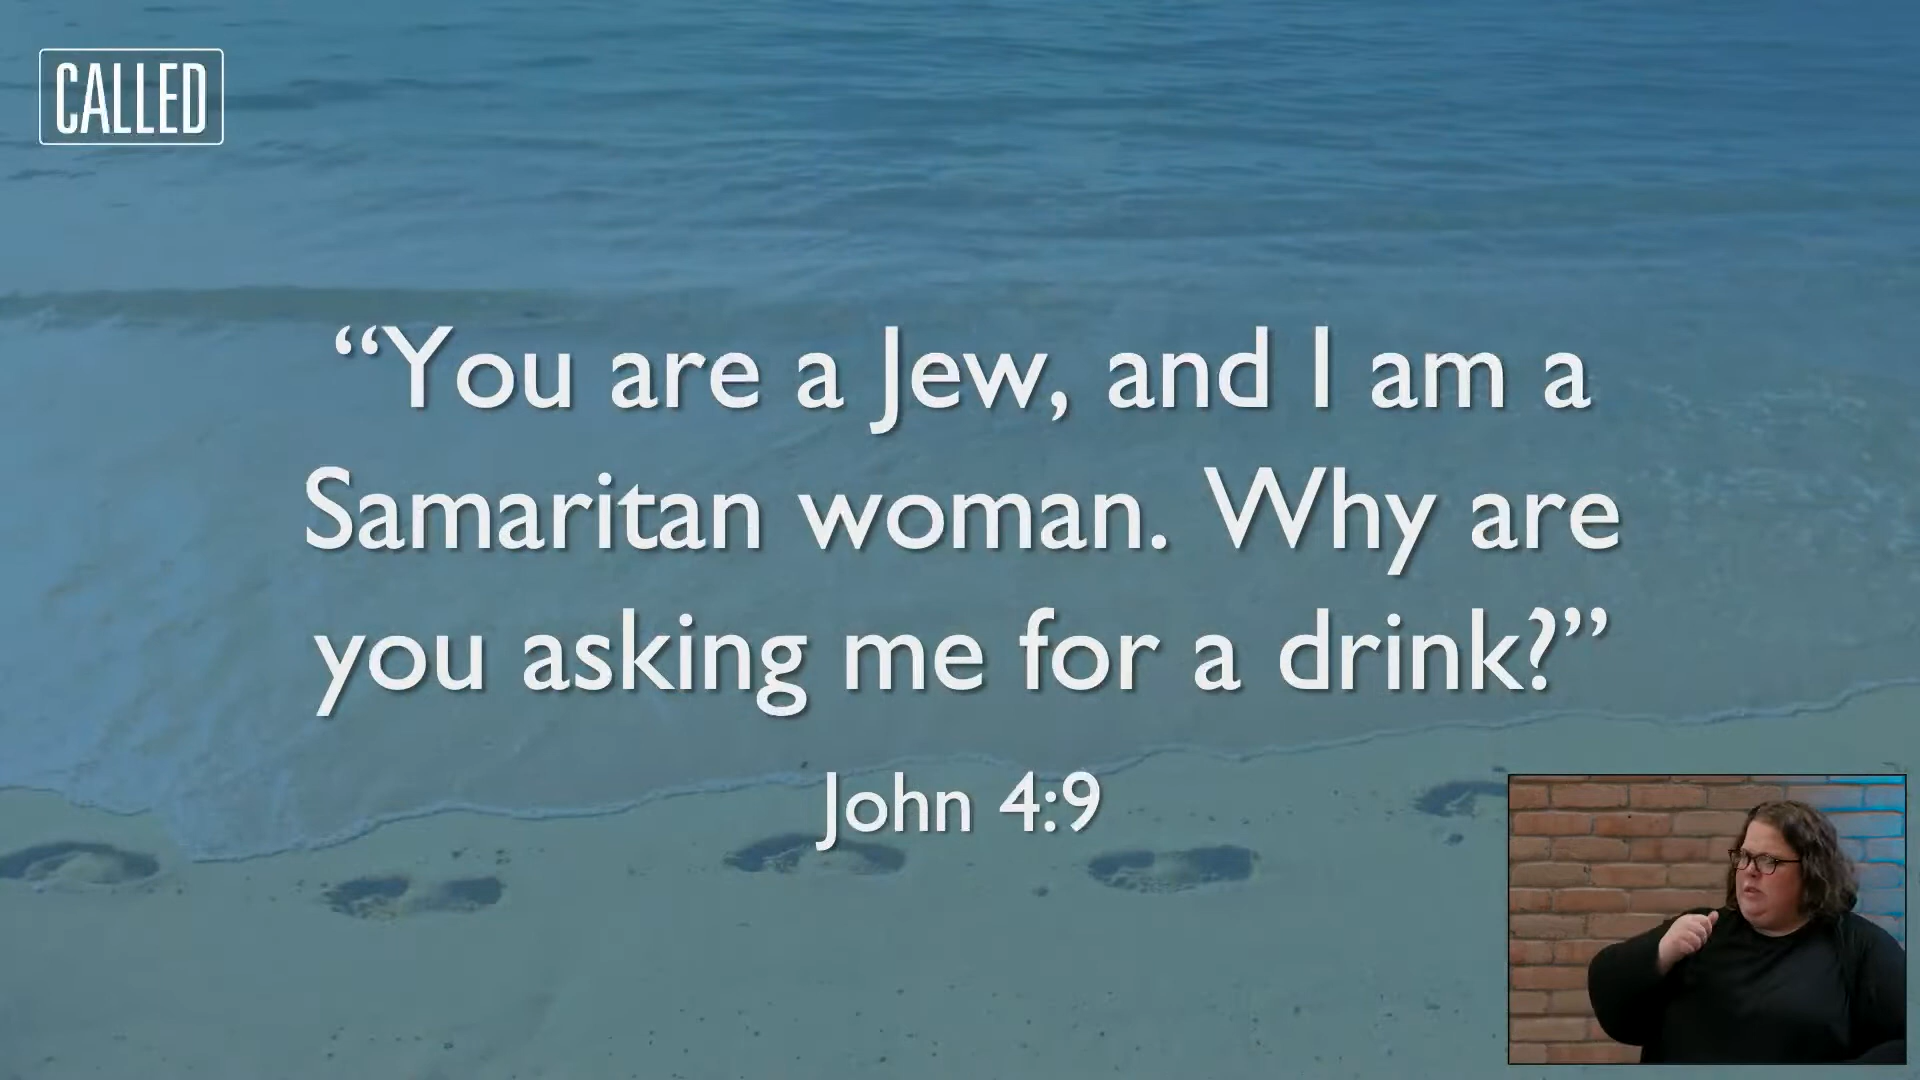 CALLED
“You are a Jew, and I am a
Samaritan woman. Why are
you asking me for a drink?”
John 4:9